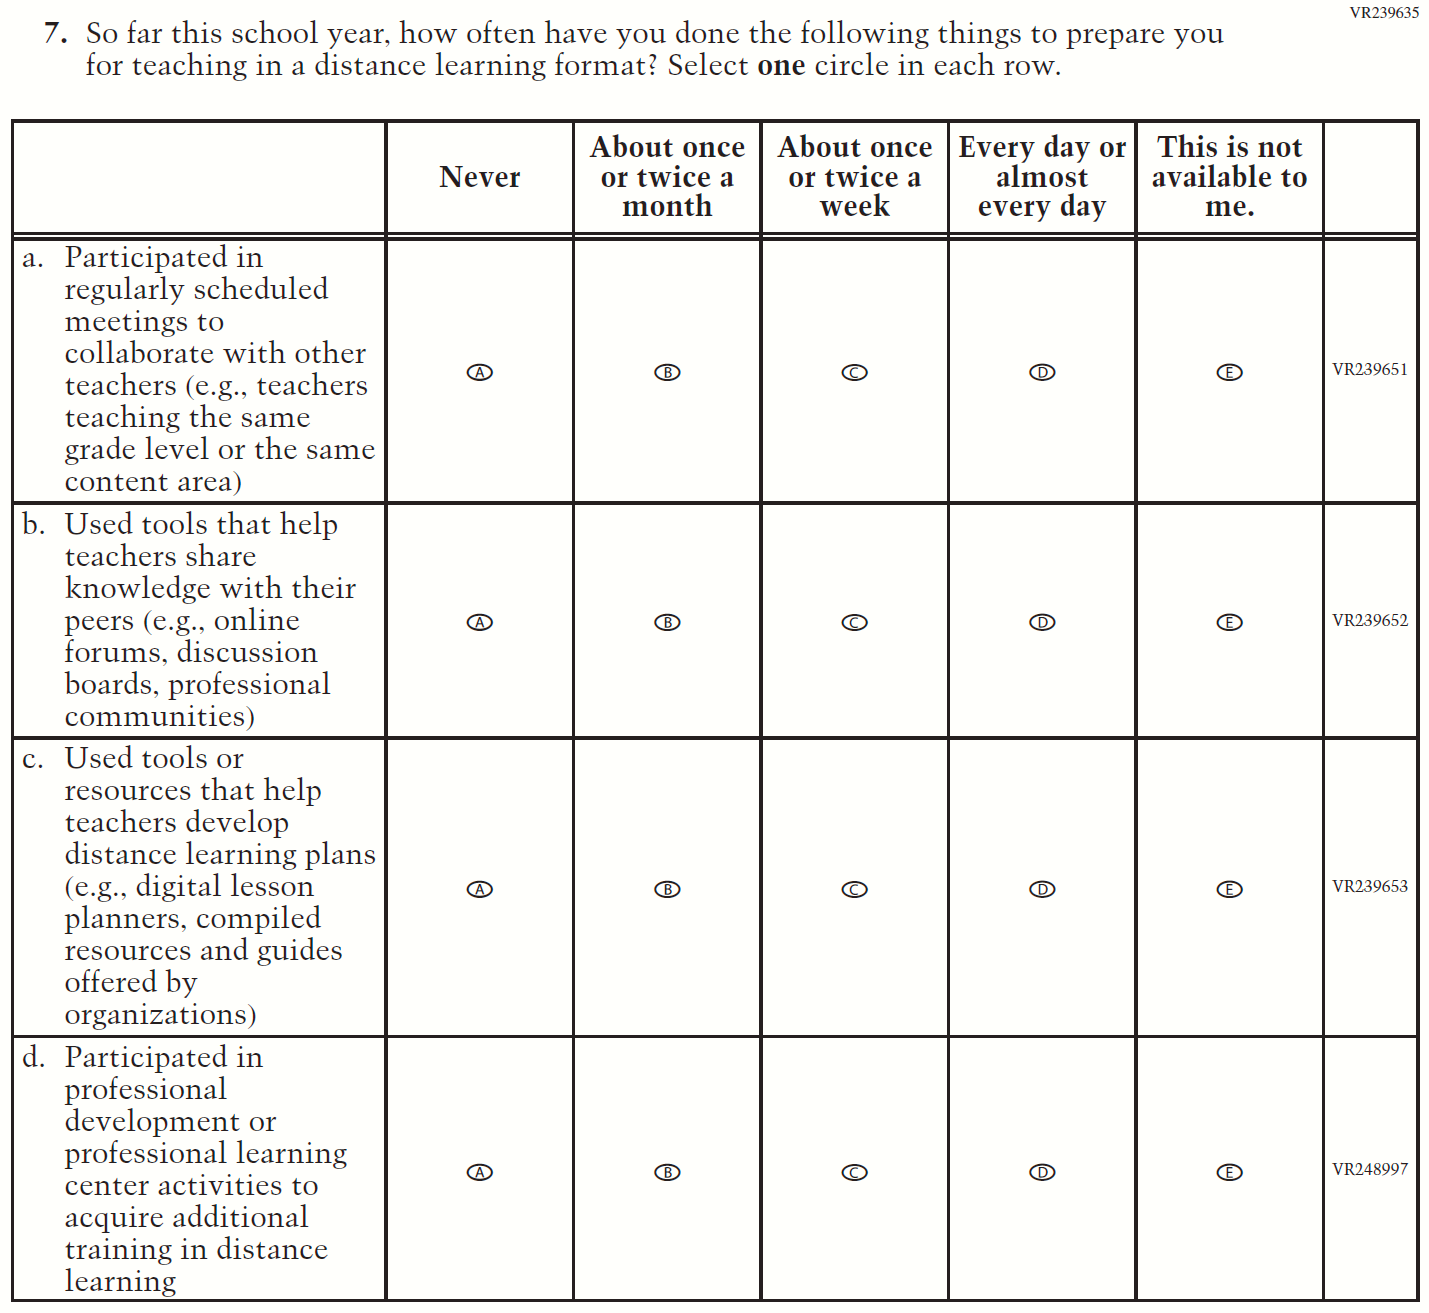 VR239635
7. So far this school year, how often have you done the following things to prepare you
for teaching in a distance learning format? Select one circle in each row.
Never
About once
or twice a
month
About once
or twice a
week
Every day or
almost
every day
This is not
available to
me.
a. Participated in
regularly scheduled
meetings to
collaborate with other
teachers (e.g., teachers
teaching the same
grade level or the same
content area)
A B C D E VR239651
b. Used tools that help
teachers share
knowledge with their
peers (e.g., online
forums, discussion
boards, professional
communities)
A B C D E VR239652
c. Used tools or
resources that help
teachers develop
distance learning plans
(e.g., digital lesson
planners, compiled
resources and guides
offered by
organizations)
A B C D E VR239653
d. Participated in
professional
development or
professional learning
center activities to
acquire additional
training in distance
learning
A B C D E VR248997